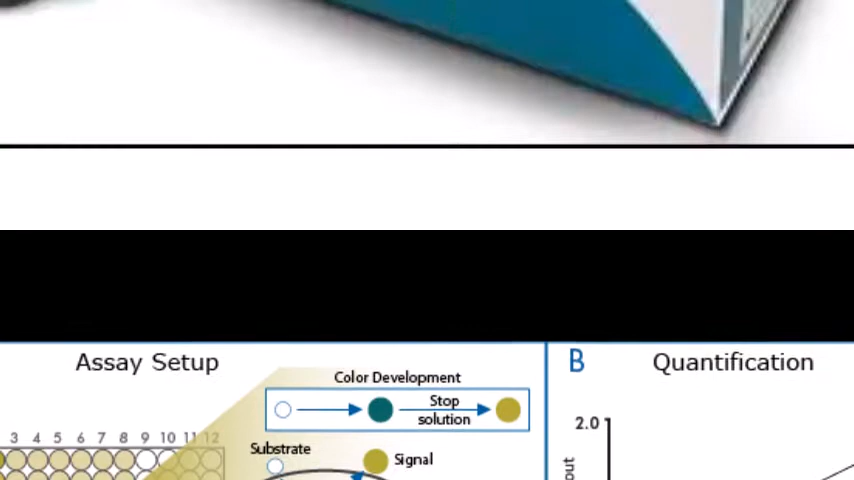 Assay Setup
Color Development
Stop
solution
3 4 5 6 7 8 9 10 11 12
Substrate
Signal
B
Quantification
2.0
out